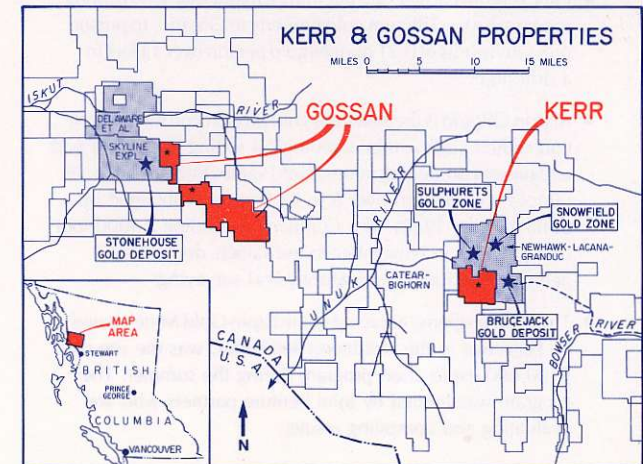 KERR & GOSSAN PROPERTIES
MILES 0 5 10 15 MILES
ISKUT
RIVER
DELAWARE
ET AL
SKYLINE
EXPL.
GOSSAN
KERR
STONEHOUSE
GOLD DEPOSIT
SULPHURETS
GOLD ZONE
SNOWFIELD
GOLD ZONE
NEWHAWK-LACANA-
GRANDUC
CATEAR-
BIGHORN
UNUK RIVER
BRUCEJACK
GOLD DEPOSIT
BOWSER RIVER
CANADA
U.S.A.
N
MAP
AREA
STEWART
BRITISH
PRINCE
GEORGE
COLUMBIA
VANCOUVER